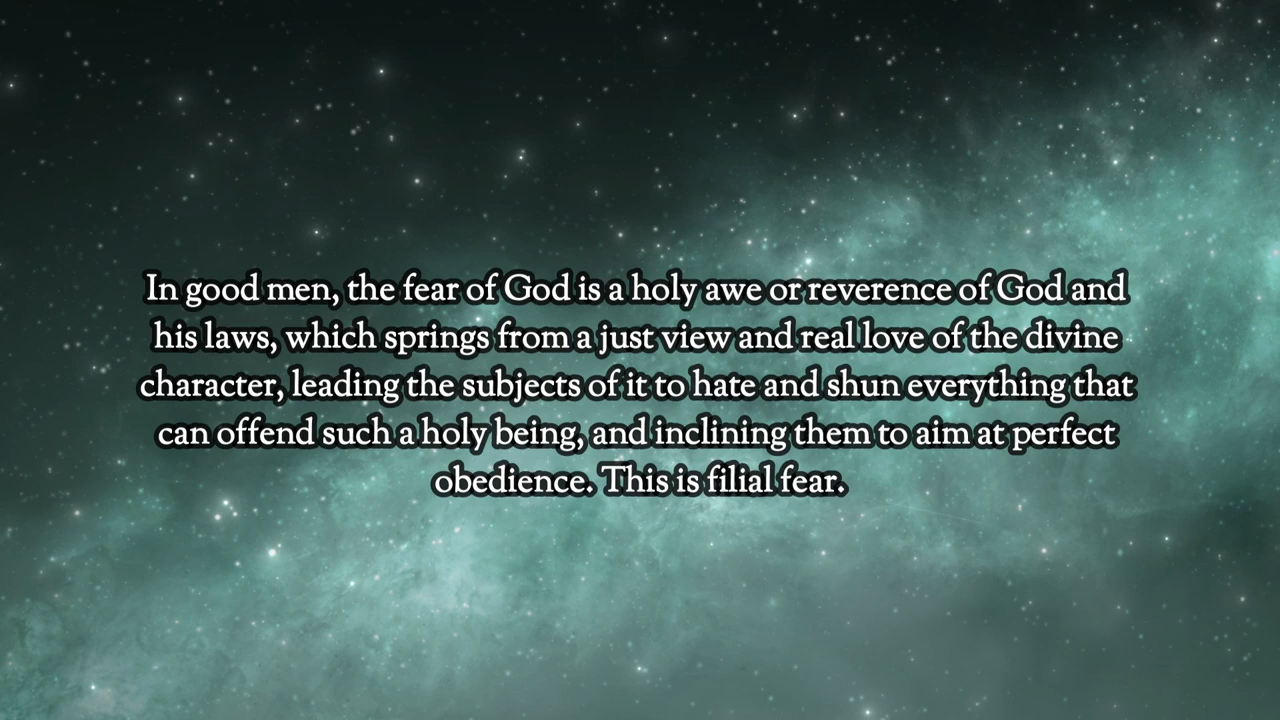 In good men, the fear of God is a holy awe or reverence of God and
his laws, which springs from a just view and real love of the divine
character, leading the subjects of it to hate and shun everything that
can offend such a holy being, and inclining them to aim at perfect
obedience. This is filial fear.